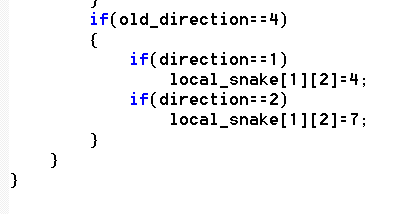 }
if(old_direction==4)
{
if(direction==1)
local_snake[1][2]=4;
if(direction==2)
local_snake[1][2]=7;
}
}
}